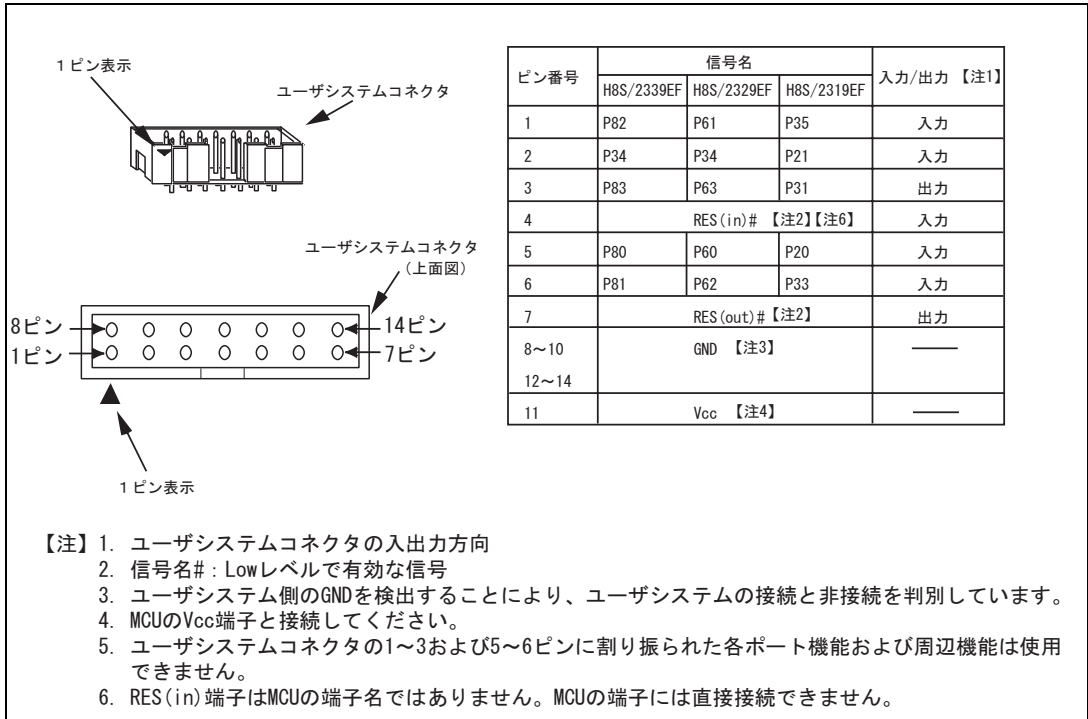 1ピン表示
ユーザシステムコネクタ
ユーザシステムコネクタ
(上面図)
8ピン
14ピン
1ピン
7ピン
1ピン表示
ピン番号 信号名 入力/出力 【注1】
H8S/2339EF H8S/2329EF H8S/2319EF
1 P82 P61 P35 入力
2 P34 P34 P21 入力
3 P83 P63 P31 出力
4 RES(in)# 【注2】【注6】 入力
5 P80 P60 P20 入力
6 P81 P62 P33 入力
7 RES(out)#【注2】 出力
8~10 GND 【注3】 ――
12~14
11 Vcc 【注4】 ――
【注】1. ユーザシステムコネクタの入出力方向
2. 信号名#:Lowレベルで有効な信号
3. ユーザシステム側のGNDを検出することにより、ユーザシステムの接続と非接続を判別しています。
4. MCUのVcc端子と接続してください。
5. ユーザシステムコネクタの1~3および5~6ピンに割り振られた各ポート機能および周辺機能は使用
できません。
6. RES(in)端子はMCUの端子名ではありません。MCUの端子には直接接続できません。